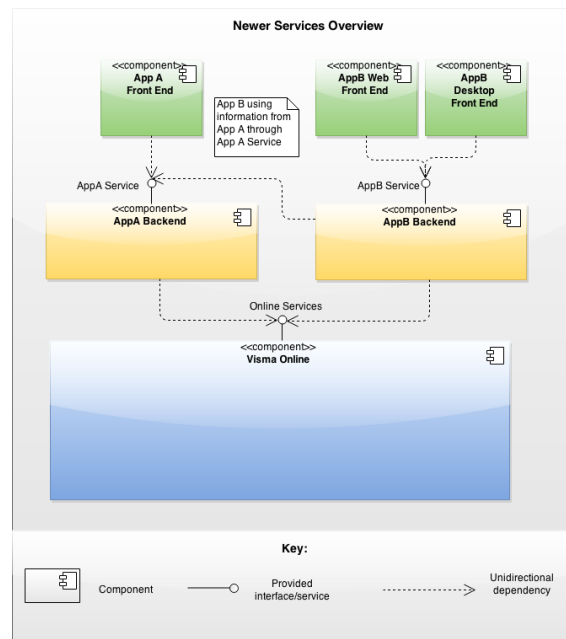 Newer Services Overview
<<component>>
App A
Front End
<<component>>
AppB Web
Front End
<<component>>
AppB
Desktop
Front End
App B using
information from
App A through
App A Service
AppA Service
AppB Service
<<component>>
AppA Backend
<<component>>
AppB Backend
Online Services
<<component>>
Visma Online
Key:
Component
Provided
interface/service
Unidirectional
dependency